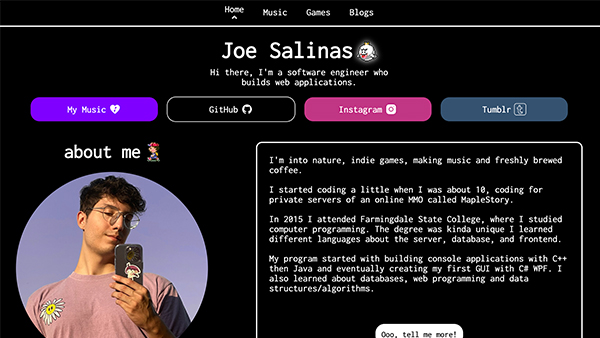 Home Music Games Blogs
Joe Salinas
Hi there, I'm a software engineer who
builds web applications.
My Music GitHub Instagram Tumblr
about me
I'm into nature, indie games, making music and freshly brewed
coffee.
I started coding a little when I was about 10, coding for
private servers of an online MMO called MapleStory.
In 2015 I attended Farmingdale State College, where I studied
computer programming. The degree was kinda unique I learned
different languages about the server, database, and frontend.
My program started with building console applications with C++
then Java and eventually creating my first GUI with C# WPF. I
also learned about databases, web programming and data
structures/algorithms.
Ooo, tell me more!